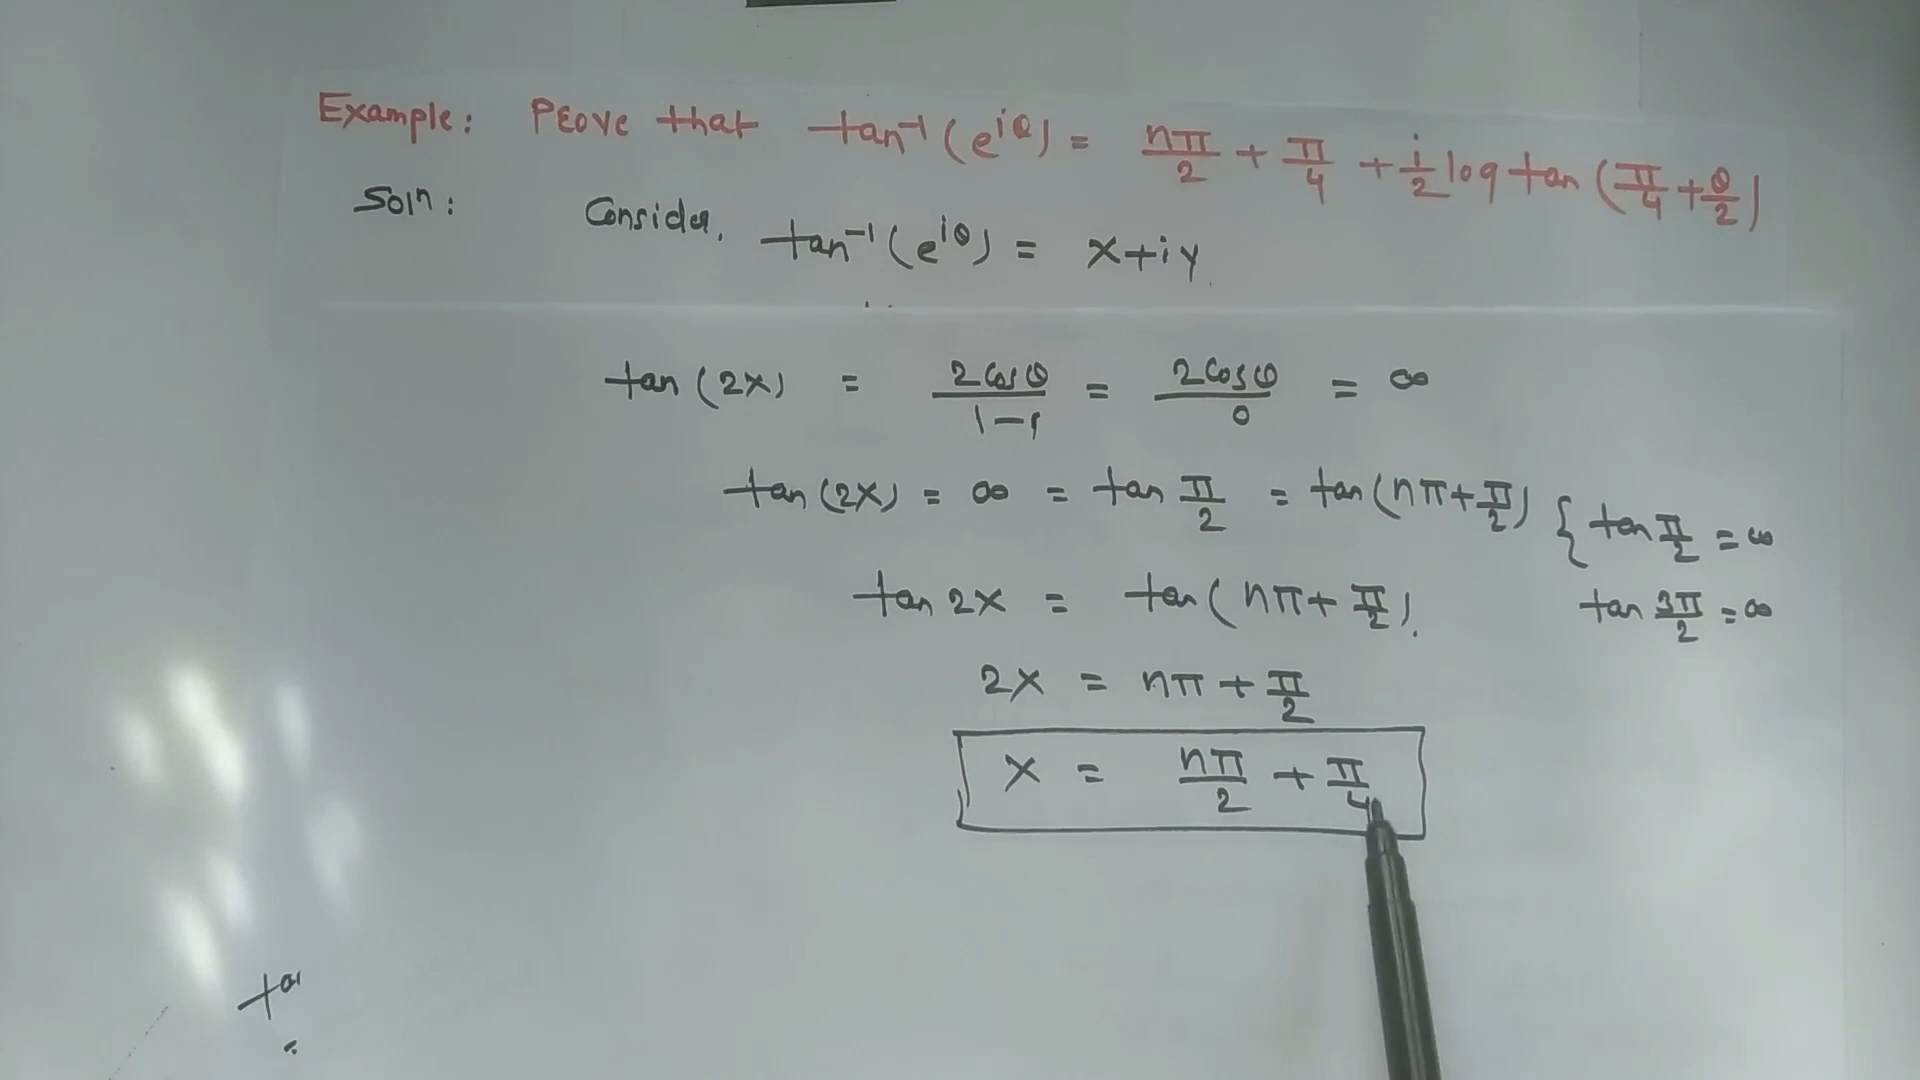 Example: Prove that tan⁻¹(e^iθ) = nπ/2 + π/4 + i/2 log tan (π/4 + θ/2)
Soln: Consider, tan⁻¹(e^iθ) = x+iy.
tan (2x) = 2cosθ/1-1 = 2cosθ/0 = ∞
tan (2x) = ∞ = tan π/2 = tan (nπ + π/2) { tan π/2 = ∞
tan 2x = tan ( nπ + π/2 ). tan 3π/2 = ∞
2x = nπ + π/2
x = nπ/2 + π/4
tan